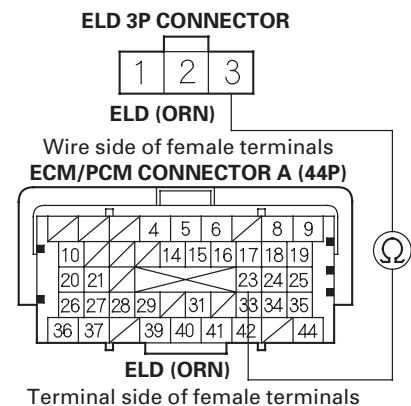 ELD 3P CONNECTOR
1 2 3
ELD (ORN)
Wire side of female terminals
ECM/PCM CONNECTOR A (44P)
4 5 6 8 9
10 14 15 16 17 18 19
Ω
20 21 23 24 25
26 27 28 29 31 33 34 35
36 37 39 40 41 42 44
ELD (ORN)
Terminal side of female terminals